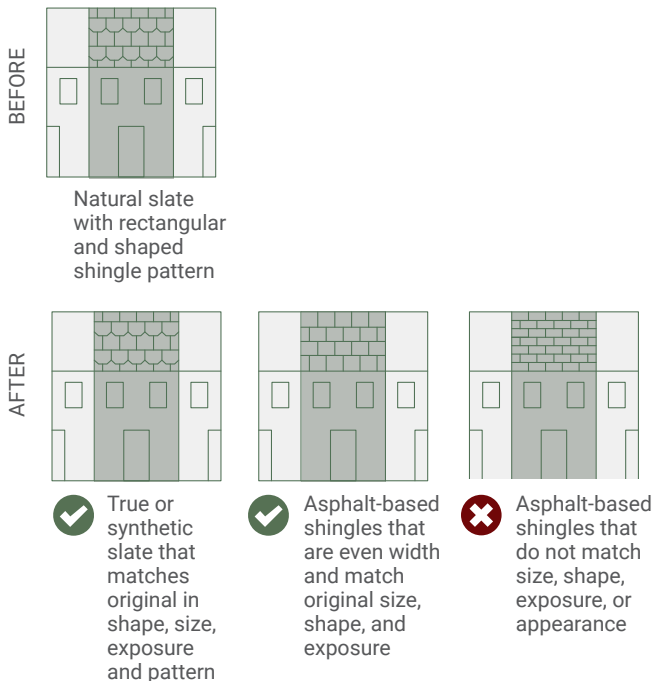 BEFORE
Natural slate
with rectangular
and shaped
shingle pattern
AFTER
True or
synthetic
slate that
matches
original in
shape, size,
exposure
and pattern
Asphalt-based
shingles that
are even width
and match
original size,
shape, and
exposure
Asphalt-based
shingles that
do not match
size, shape,
exposure, or
appearance